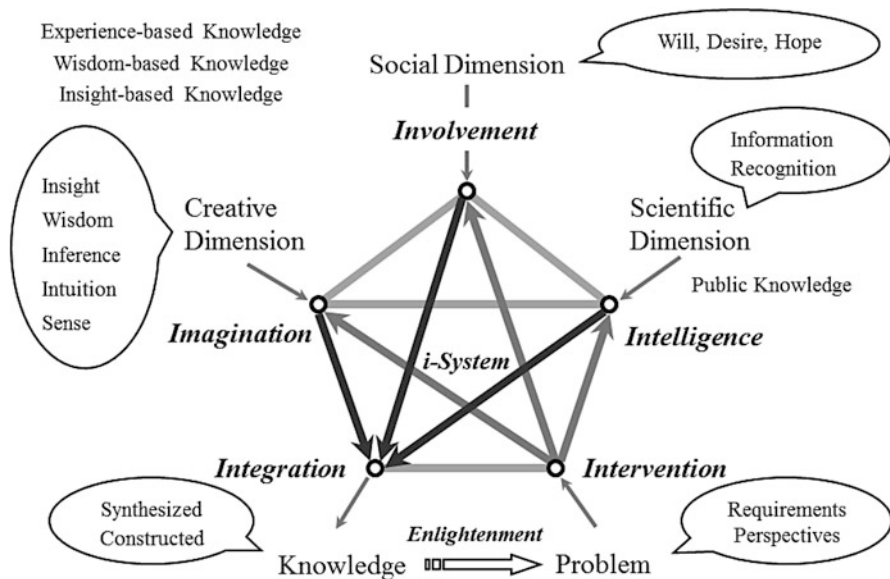 Experience-based Knowledge
Wisdom-based Knowledge
Insight-based Knowledge
Social Dimension
Will, Desire, Hope
Involvement
Information
Recognition
Insight
Wisdom
Inference
Intuition
Sense
Creative
Dimension
Scientific
Dimension
Public Knowledge
Imagination
Intelligence
i-System
Integration
Intervention
Synthesized
Constructed
Requirements
Perspectives
Enlightenment
Knowledge
Problem